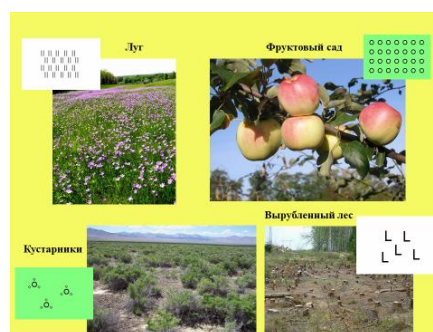 Луг
Фруктовый сад
Кустарники
Вырубленный лес